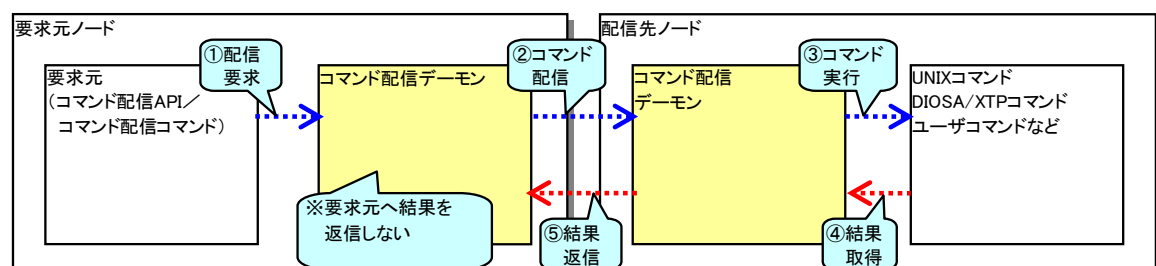 要求元ノード
配信先ノード
①配信
要求
②コマンド
配信
③コマンド
実行
要求元
(コマンド配信API／
コマンド配信コマンド)
コマンド配信デーモン
コマンド配信
デーモン
UNIXコマンド
DIOSA/XTPコマンド
ユーザコマンドなど
※要求元へ結果を
返信しない
⑤結果
返信
④結果
取得